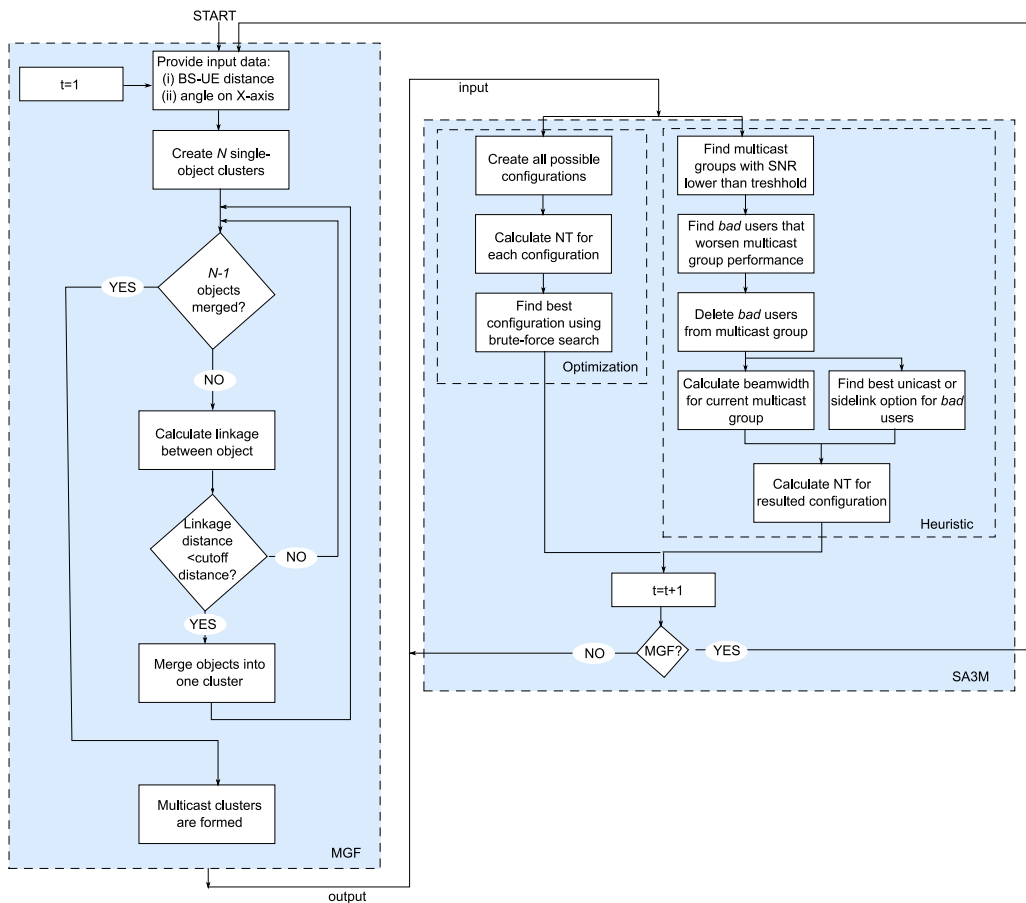 START
Provide input data:
(i) BS-UE distance
(ii) angle on X-axis
t=1
Create N single-
object clusters
N-1
objects
merged?
YES
NO
Calculate linkage
between object
Linkage
distance
<cutoff
distance?
NO
YES
Merge objects into
one cluster
Multicast clusters
are formed
MGF
output
input
Create all possible
configurations
Calculate NT for
each configuration
Find best
configuration using
brute-force search
Optimization
Find multicast
groups with SNR
lower than treshhold
Find bad users that
worsen multicast
group performance
Delete bad users
from multicast group
Calculate beamwidth
for current multicast
group
Find best unicast or
sidelink option for bad
users
Calculate NT for
resulted configuration
Heuristic
t=t+1
MGF?
NO
YES
SA3M